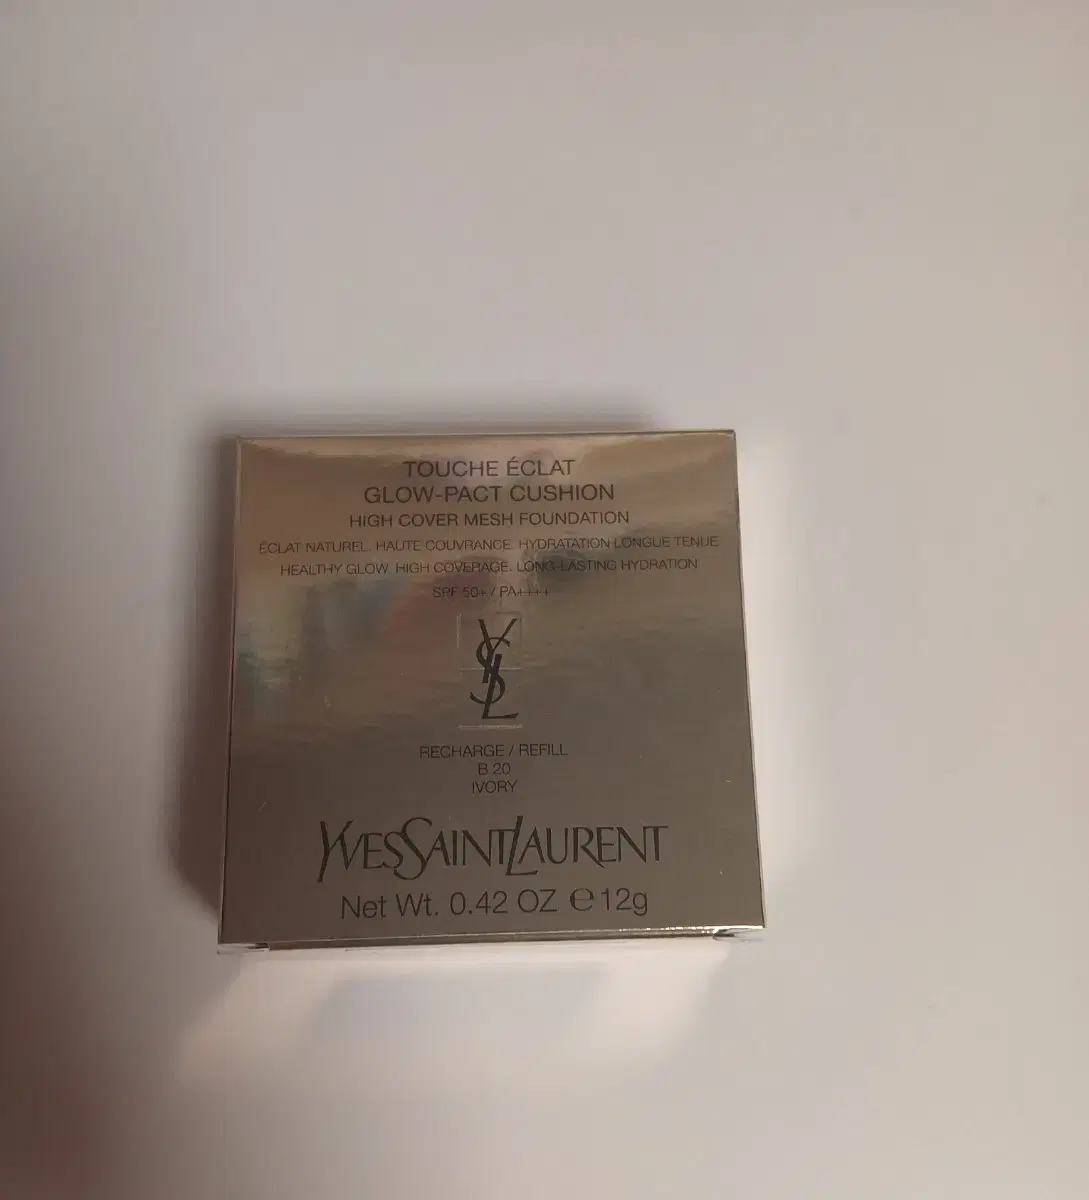 TOUCHE ÉCLAT
GLOW-PACT CUSHION
HIGH COVER MESH FOUNDATION
ÉCLAT NATUREL. HAUTE COUVRANCE. HYDRATATION LONGUE TENUE
HEALTHY GLOW. HIGH COVERAGE. LONG-LASTING HYDRATION
SPF 50+ / PA++++
YSL
RECHARGE / REFILL
B 20
IVORY
YVESSAINTLAURENT
Net Wt. 0.42 OZ ℮ 12g